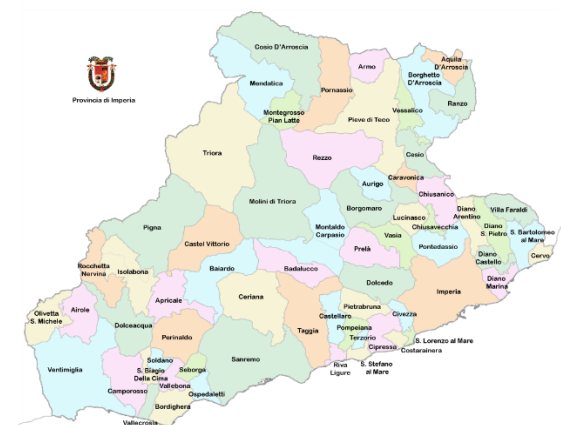 Cosio D'Arroscia
Armo
Aquila
D'Arroscia
Borghetto
D'Arroscia
Mendatica
Pornassio
Ranzo
Provincia di Imperia
Montegrosso
Pian Latte
Vessalico
Pieve di Teco
Triora
Rezzo
Cesio
Caravonica
Aurigo
Chiusanico
Molini di Triora
Borgomaro
Diano
Arentino
Villa Faraldi
Lucinasco
Pigna
Montaldo
Carpasio
Chiusavecchia
Diano
S. Pietro
S. Bartolomeo
al Mare
Vasia
Castel Vittorio
Prelà
Pontedassio
Cervo
Diano
Castello
Rocchetta
Nervina
Isolabona
Baiardo
Badalucco
Dolcedo
Diano
Marina
Imperia
Ceriana
Apricale
Pietrabruna
Olivetta
S. Michele
Airole
Castellaro
Civezza
Dolceacqua
Pompeiana
Taggia
Perinaldo
Terzorio
S. Lorenzo al Mare
Cipressa
Costarainera
Soldano
Sanremo
Ventimiglia
S. Biagio
Della Cima
Seborga
Riva
Ligure
S. Stefano
al Mare
Vallebona
Camporosso
Ospedaletti
Bordighera
Vallecrosia